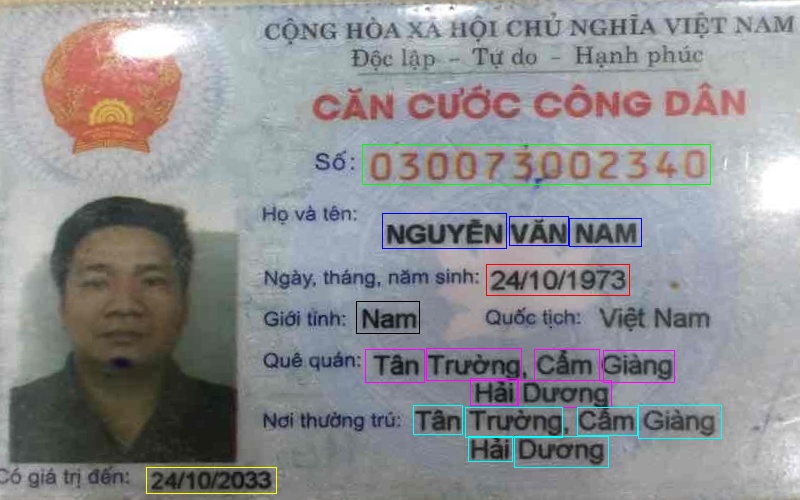 CỘNG HÒA XÃ HỘI CHỦ NGHĨA VIỆT NAM
Độc lập - Tự do - Hạnh phúc
CĂN CƯỚC CÔNG DÂN
Số: 030073002340
Họ và tên:
NGUYỄN VĂN NAM
Ngày, tháng, năm sinh: 24/10/1973
Giới tính: Nam Quốc tịch: Việt Nam
Quê quán: Tân Trường, Cẩm Giàng
Hải Dương
Nơi thường trú: Tân Trường, Cẩm Giàng
Hải Dương
Có giá trị đến: 24/10/2033